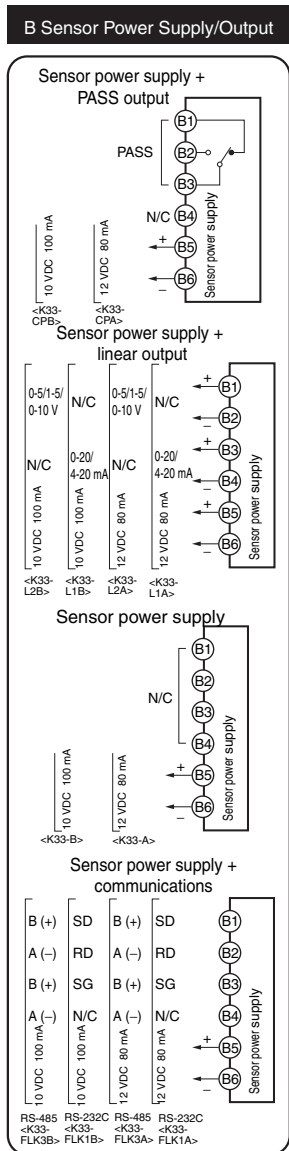 B Sensor Power Supply/Output
Sensor power supply +
PASS output
B1
PASS
B2
B3
N/C
B4
+
B5
–
B6
Sensor power supply
10 VDC 100 mA
12 VDC 80 mA
<K33-
CPB>
<K33-
CPA>
Sensor power supply +
linear output
0-5/1-5/
0-10 V
N/C
0-5/1-5/
0-10 V
N/C
+
B1
–
B2
N/C
0-20/
4-20 mA
N/C
0-20/
4-20 mA
+
B3
–
B4
10 VDC 100 mA
10 VDC 100 mA
12 VDC 80 mA
12 VDC 80 mA
+
B5
–
B6
Sensor power supply
<K33-
L2B>
<K33-
L1B>
<K33-
L2A>
<K33-
L1A>
Sensor power supply
B1
B2
N/C
B3
B4
+
B5
–
B6
Sensor power supply
10 VDC 100 mA
12 VDC 80 mA
<K33-B>
<K33-A>
Sensor power supply +
communications
B (+)
SD
B (+)
SD
B1
A (–)
RD
A (–)
RD
B2
B (+)
SG
B (+)
SG
B3
A (–)
N/C
A (–)
N/C
B4
10 VDC 100 mA
10 VDC 100 mA
12 VDC 80 mA
12 VDC 80 mA
+
B5
–
B6
Sensor power supply
RS-485
<K33-
FLK3B>
RS-232C
<K33-
FLK1B>
RS-485
<K33-
FLK3A>
RS-232C
<K33-
FLK1A>